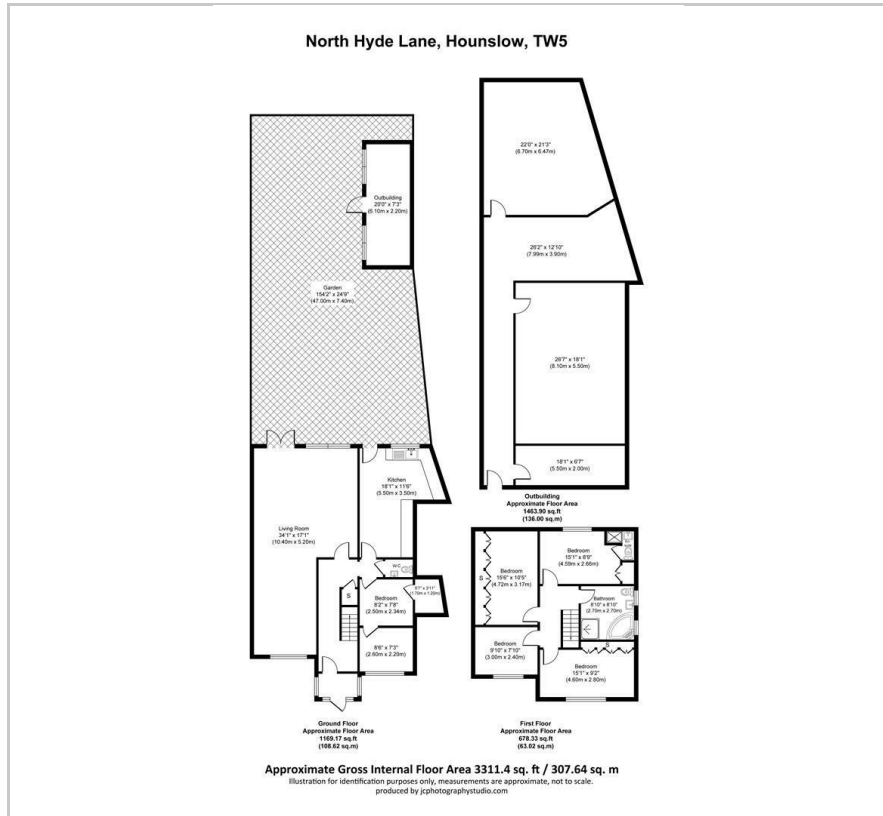 North Hyde Lane, Hounslow, TW5
22'0" x 21'3"
(6.70m x 6.47m)
Outbuilding
20'0" x 7'3"
(6.10m x 2.20m)
26'2" x 12'10"
(7.99m x 3.90m)
Garden
154'2" x 24'9"
(47.00m x 7.40m)
26'7" x 18'1"
(8.10m x 5.50m)
Kitchen
18'1" x 11'6"
(5.50m x 3.50m)
18'1" x 6'7"
(5.50m x 2.00m)
Outbuilding
Approximate Floor Area
1463.90 sq.ft
(136.00 sq.m)
Living Room
34'1" x 17'1"
(10.40m x 5.20m)
W.C
Bedroom
8'2" x 7'8"
(2.50m x 2.34m)
5'7" x 3'11"
(1.70m x 1.20m)
S
8'6" x 7'3"
(2.60m x 2.20m)
Bedroom
15'6" x 10'5"
(4.72m x 3.17m)
S
Bedroom
15'1" x 8'9"
(4.59m x 2.66m)
Bathroom
8'10" x 8'10"
(2.70m x 2.70m)
Bedroom
9'10" x 7'10"
(3.00m x 2.40m)
S
Bedroom
15'1" x 9'2"
(4.60m x 2.80m)
Ground Floor
Approximate Floor Area
1169.17 sq.ft
(108.62 sq.m)
First Floor
Approximate Floor Area
678.33 sq.ft
(63.02 sq.m)
Approximate Gross Internal Floor Area 3311.4 sq. ft / 307.64 sq. m
Illustration for identification purposes only, measurements are approximate, not to scale.
produced by jcphotographystudio.com